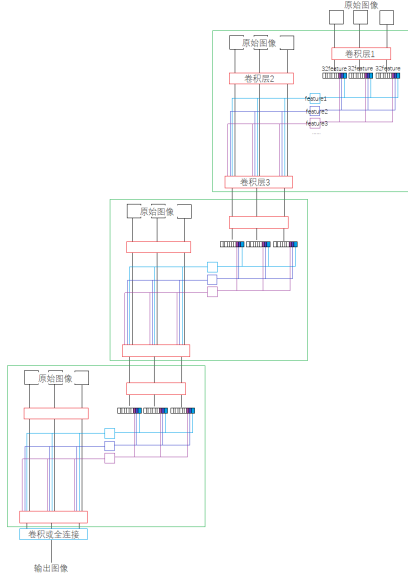 原始图像
原始图像
卷积层1
32feature 32feature 32feature
卷积层2
feature1
feature2
feature3
......
卷积层3
原始图像
原始图像
卷积或全连接
输出图像